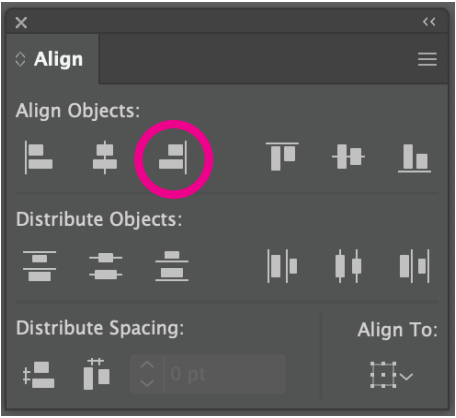 Align
Align Objects:
Distribute Objects:
Distribute Spacing:
Align To:
0 pt